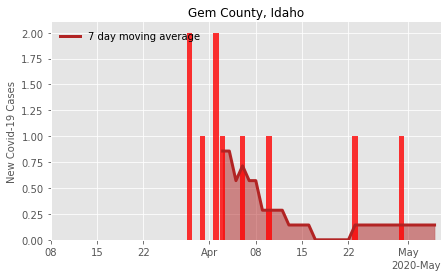 Gem County, Idaho
7 day moving average
New Covid-19 Cases
2.00
1.75
1.50
1.25
1.00
0.75
0.50
0.25
0.00
08 15 22 Apr 08 15 22 May
2020-May